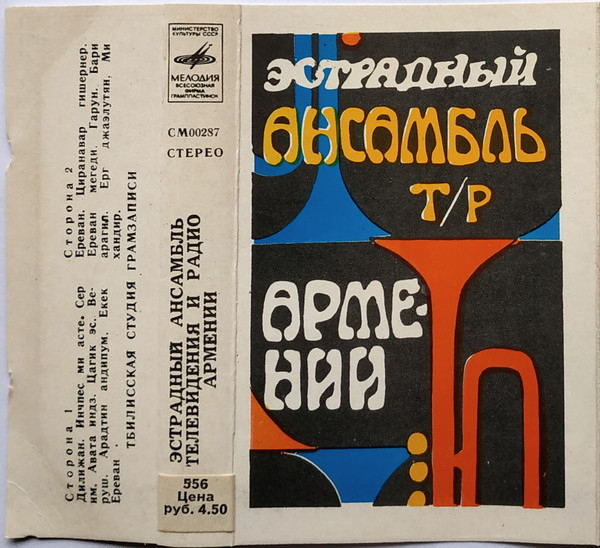 Сторона 1
Дилижан. Инчпес ми асте. Сер
им. Авата индз. Цагик эс. Ве-
руш. Арадтин андипум. Екек
Ереван
Сторона 2
Ереван. Циранавар гишернер.
Ереван мегеди. Гарун. Бари
арагил. Ерг джаэлутян, Ми
хандир.
ТБИЛИССКАЯ СТУДИЯ ГРАМЗАПИСИ
МИНИСТЕРСТВО
КУЛЬТУРЫ СССР
МЕЛОДИЯ
ВСЕСОЮЗНАЯ
ФИРМА
ГРАМПЛАСТИНОК
СМ00287
СТЕРЕО
ЭСТРАДНЫЙ АНСАМБЛЬ
ТЕЛЕВИДЕНИЯ И РАДИО
АРМЕНИИ
556
Цена
руб. 4.50
ЭСТРАДНЫЙ
АНСАМБЛЬ
Т/Р
АРМЕ-
НИИ